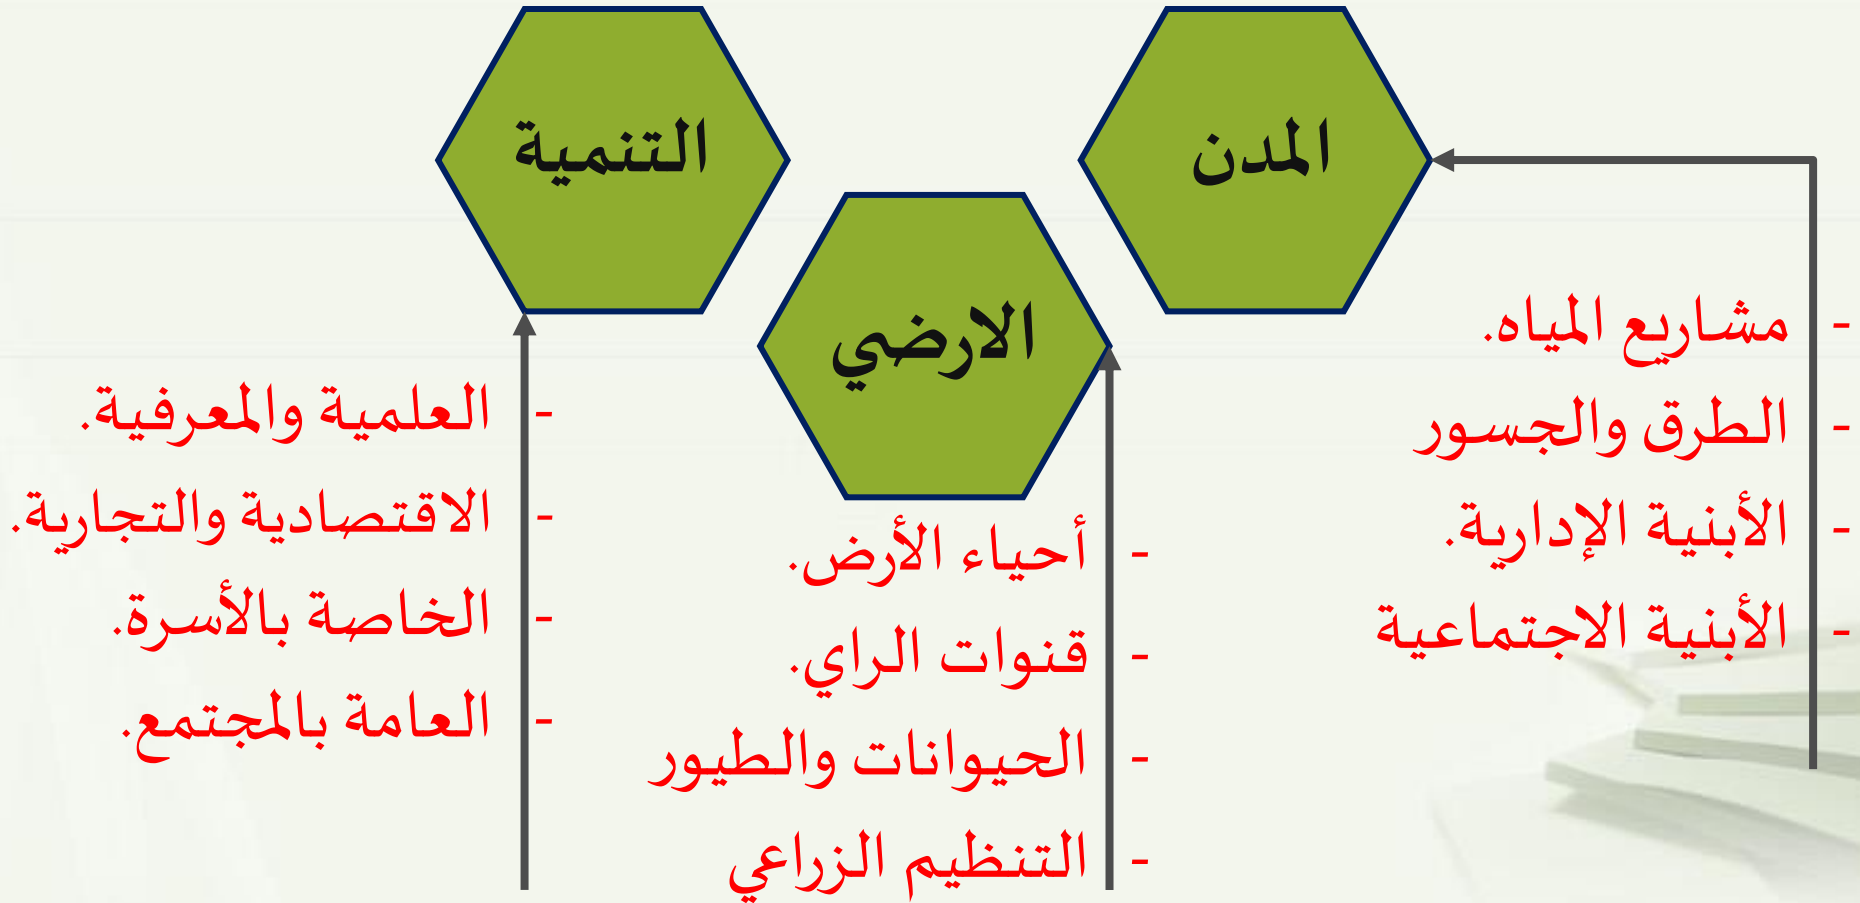 المدن
- مشاريع المياه.
- الطرق والجسور
- الأبنية الإدارية.
- الأبنية الاجتماعية
الارضي
- أحياء الأرض.
- قنوات الراي.
- الحيوانات والطيور
- التنظيم الزراعي
التنمية
- العلمية والمعرفية.
- الاقتصادية والتجارية.
- الخاصة بالأسرة.
- العامة بالمجتمع.